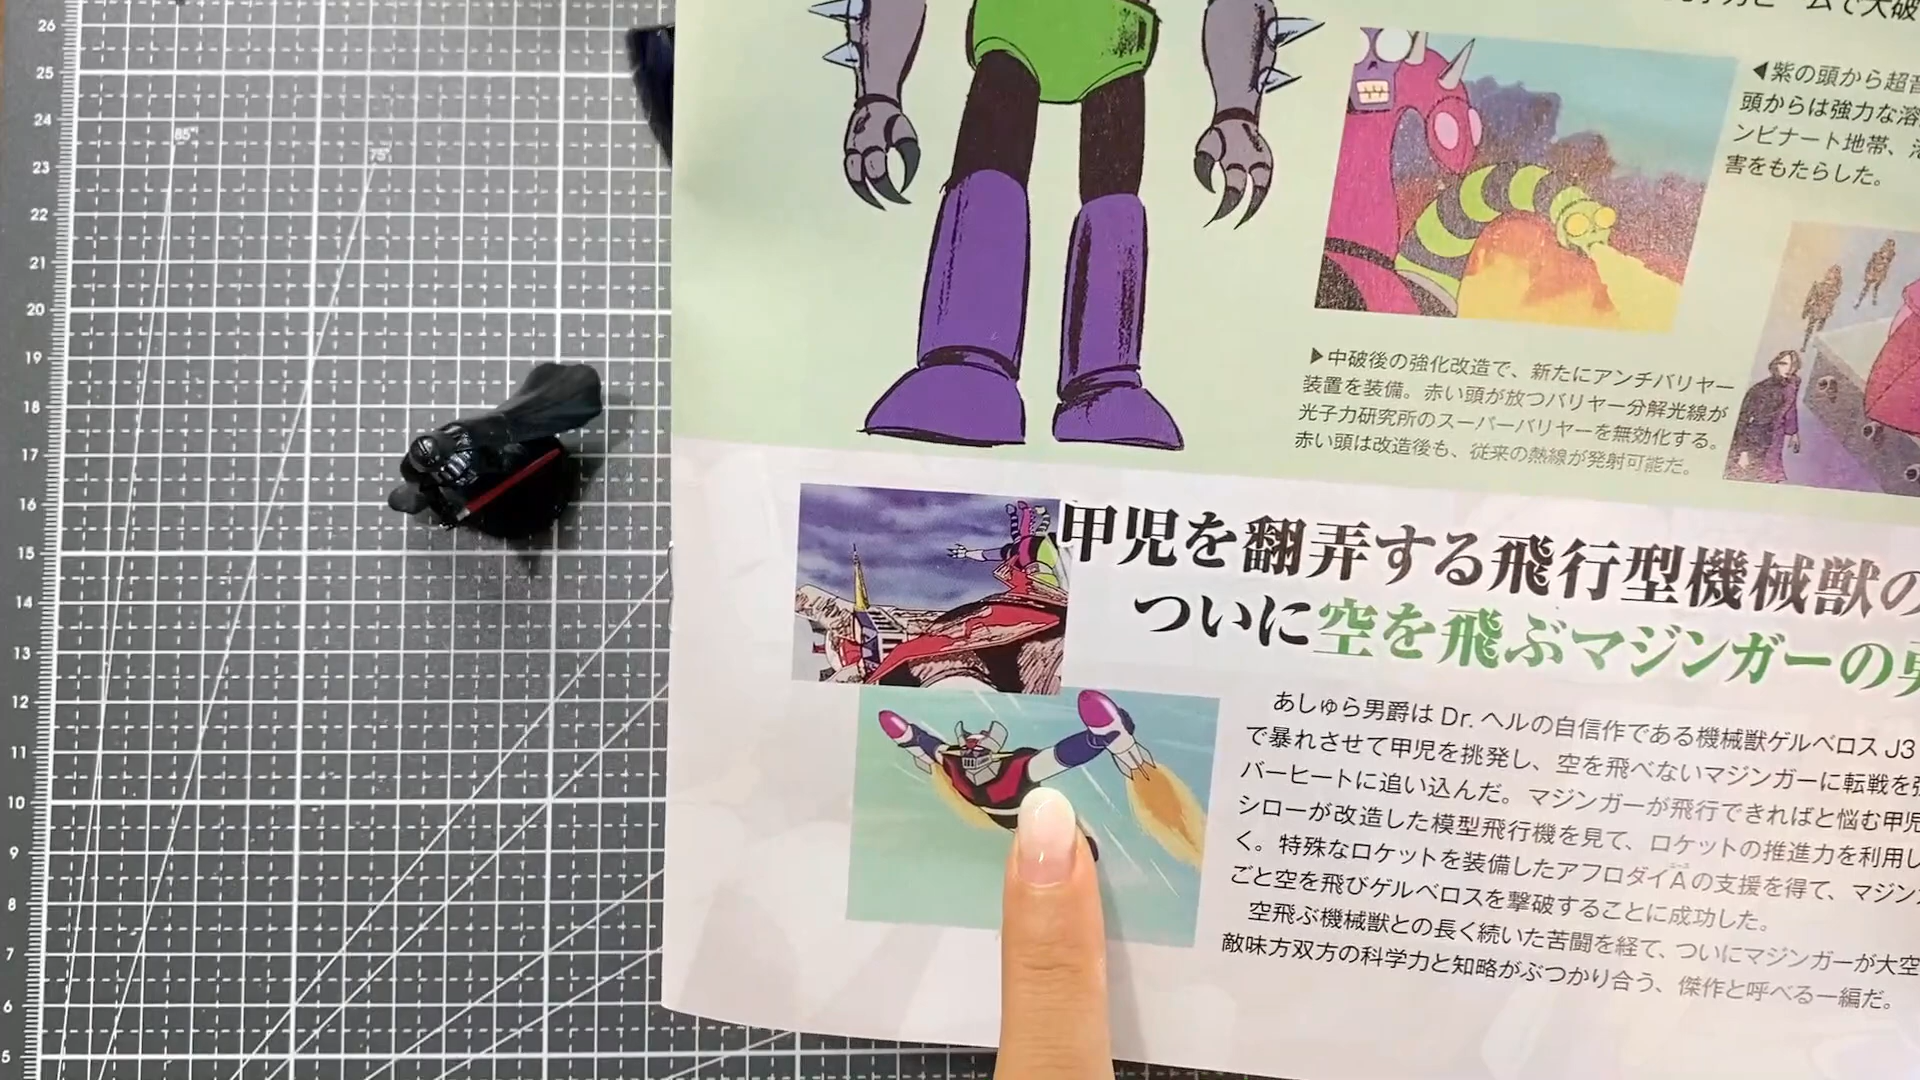 26
25
24
23
22
21
20
19
18
17
16
15
14
13
12
11
10
9
8
7
6
5
85°
75°
◀紫の頭から超音
頭からは強力な溶
ンビナート地帯、
害をもたらした。
▶中破後の強化改造で、新たにアンチバリヤー
装置を装備。赤い頭が放つバリヤー分解光線が
光子力研究所のスーパーバリヤーを無効化する。
赤い頭は改造後も、従来の熱線が発射可能だ。
甲児を翻弄する飛行型機械獣の
ついに空を飛ぶマジンガーの勇
あしゅら男爵は Dr. ヘルの自信作である機械獣ゲルベロス J3
で暴れさせて甲児を挑発し、空を飛べないマジンガーに転戦を強
バーヒートに追い込んだ。マジンガーが飛行できればと悩む甲児
シローが改造した模型飛行機を見て、ロケットの推進力を利用し
く。特殊なロケットを装備したアフロダイAの支援を得て、マジン
ごと空を飛びゲルベロスを撃破することに成功した。
空飛ぶ機械獣との長く続いた苦闘を経て、ついにマジンガーが大空
敵味方双方の科学力と知略がぶつかり合う、傑作と呼べる一編だ。